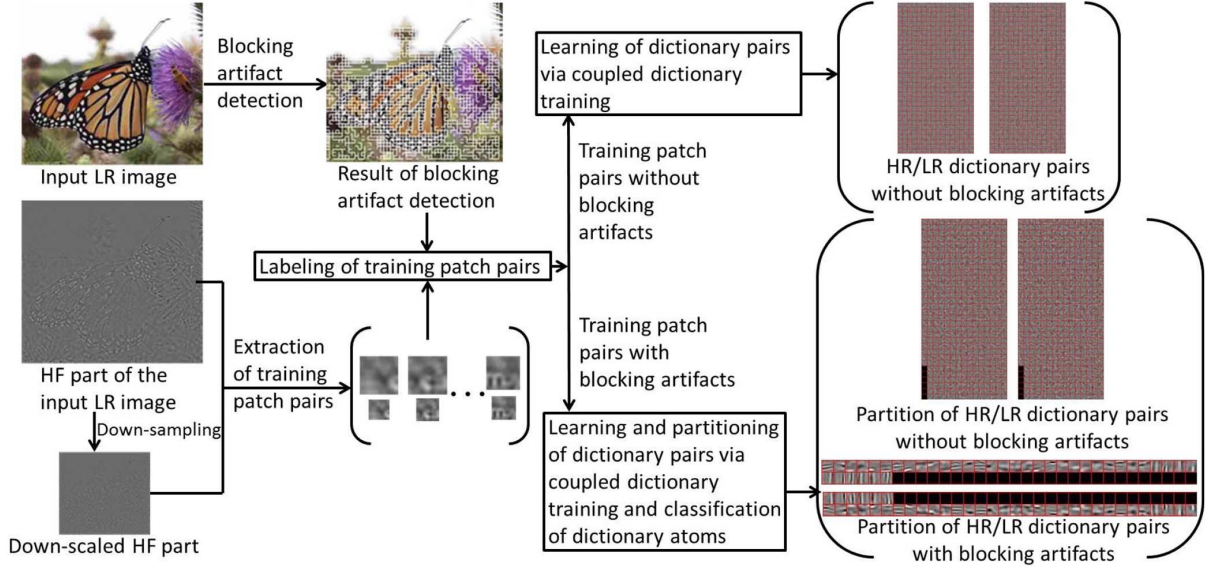 Blocking
artifact
detection
Input LR image
Result of blocking
artifact detection
Learning of dictionary pairs
via coupled dictionary
training
HR/LR dictionary pairs
without blocking artifacts
Training patch
pairs without
blocking
artifacts
Labeling of training patch pairs
HF part of the
input LR image
Down-sampling
Down-scaled HF part
Extraction
of training
patch pairs
...
Training patch
pairs with
blocking artifacts
Learning and partitioning
of dictionary pairs via
coupled dictionary
training and classification
of dictionary atoms
Partition of HR/LR dictionary pairs
without blocking artifacts
Partition of HR/LR dictionary pairs
with blocking artifacts